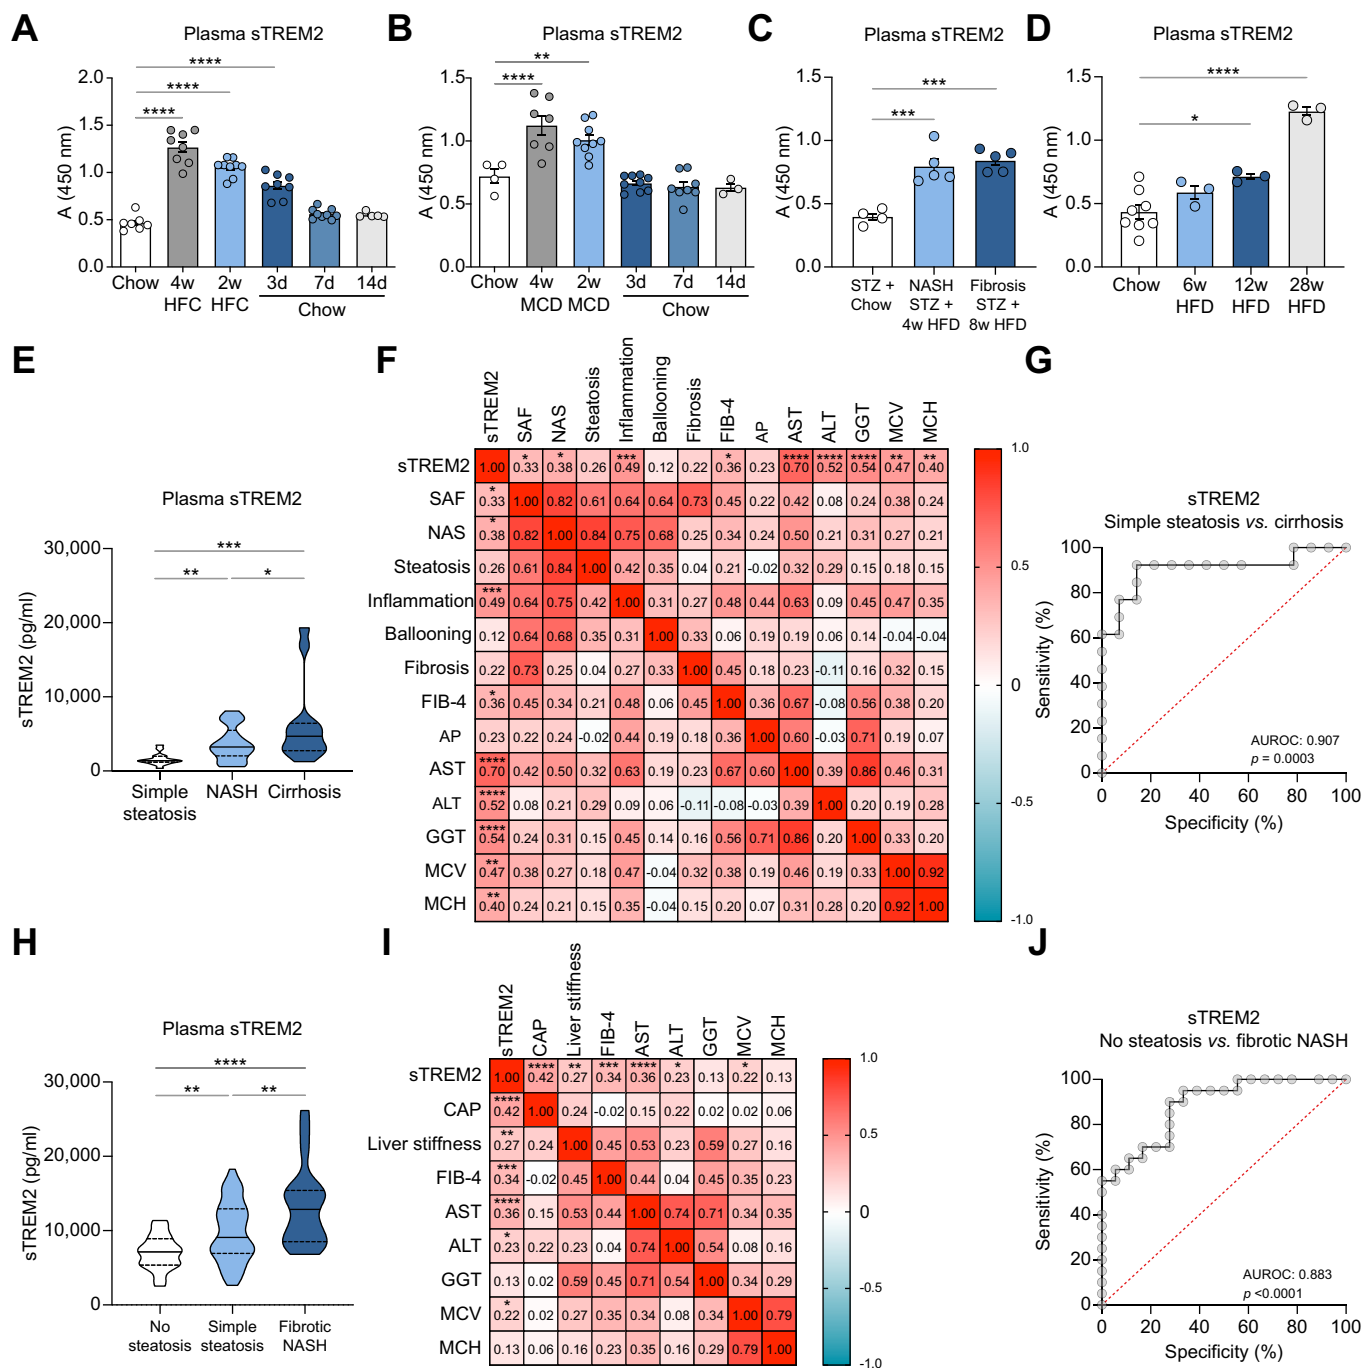 A
Plasma sTREM2
****
****
****
A (450 nm)
2.0
1.5
1.0
0.5
0.0
Chow 4w 2w 3d 7d 14d
HFC HFC Chow
B
Plasma sTREM2
**
****
A (450 nm)
1.5
1.0
0.5
0.0
Chow 4w 2w 3d 7d 14d
MCD MCD Chow
C
Plasma sTREM2
***
***
A (450 nm)
1.5
1.0
0.5
0.0
STZ + NASH Fibrosis
Chow STZ + STZ +
4w HFD 8w HFD
D
Plasma sTREM2
****
*
A (450 nm)
1.5
1.0
0.5
0.0
Chow 6w 12w 28w
HFD HFD HFD
E
Plasma sTREM2
***
** *
sTREM2 (pg/ml)
30,000
20,000
10,000
0
Simple NASH Cirrhosis
steatosis
F
sTREM2 SAF NAS Steatosis Inflammation Ballooning Fibrosis FIB-4 AP AST ALT GGT MCV MCH
* * *** * **** **** **** ** **
sTREM2 1.00 0.33 0.38 0.26 0.49 0.12 0.22 0.36 0.23 0.70 0.52 0.54 0.47 0.40
*
SAF 0.33 1.00 0.82 0.61 0.64 0.64 0.73 0.45 0.22 0.42 0.08 0.24 0.38 0.24
*
NAS 0.38 0.82 1.00 0.84 0.75 0.68 0.25 0.34 0.24 0.50 0.21 0.31 0.27 0.21
Steatosis 0.26 0.61 0.84 1.00 0.42 0.35 0.04 0.21 -0.02 0.32 0.29 0.15 0.18 0.15
***
Inflammation 0.49 0.64 0.75 0.42 1.00 0.31 0.27 0.48 0.44 0.63 0.09 0.45 0.47 0.35
Ballooning 0.12 0.64 0.68 0.35 0.31 1.00 0.33 0.06 0.19 0.19 0.06 0.14 -0.04 -0.04
Fibrosis 0.22 0.73 0.25 0.04 0.27 0.33 1.00 0.45 0.18 0.23 -0.11 0.16 0.32 0.15
*
FIB-4 0.36 0.45 0.34 0.21 0.48 0.06 0.45 1.00 0.36 0.67 -0.08 0.56 0.38 0.20
AP 0.23 0.22 0.24 -0.02 0.44 0.19 0.18 0.36 1.00 0.60 -0.03 0.71 0.19 0.07
****
AST 0.70 0.42 0.50 0.32 0.63 0.19 0.23 0.67 0.60 1.00 0.39 0.86 0.46 0.31
****
ALT 0.52 0.08 0.21 0.29 0.09 0.06 -0.11 -0.08 -0.03 0.39 1.00 0.20 0.19 0.28
****
GGT 0.54 0.24 0.31 0.15 0.45 0.14 0.16 0.56 0.71 0.86 0.20 1.00 0.33 0.20
**
MCV 0.47 0.38 0.27 0.18 0.47 -0.04 0.32 0.38 0.19 0.46 0.19 0.33 1.00 0.92
**
MCH 0.40 0.24 0.21 0.15 0.35 -0.04 0.15 0.20 0.07 0.31 0.28 0.20 0.92 1.00
1.0
0.5
0
-0.5
-1.0
G
sTREM2
Simple steatosis vs. cirrhosis
Sensitivity (%)
100
80
60
40
20
0
AUROC: 0.907
p = 0.0003
0 20 40 60 80 100
Specificity (%)
H
Plasma sTREM2
****
** **
sTREM2 (pg/ml)
30,000
20,000
10,000
0
No Simple Fibrotic
steatosis steatosis NASH
I
sTREM2 CAP Liver stiffness FIB-4 AST ALT GGT MCV MCH
**** ** *** **** * *
sTREM2 1.00 0.42 0.27 0.34 0.36 0.23 0.13 0.22 0.13
****
CAP 0.42 1.00 0.24 -0.02 0.15 0.22 0.02 0.02 0.06
**
Liver stiffness 0.27 0.24 1.00 0.45 0.53 0.23 0.59 0.27 0.16
***
FIB-4 0.34 -0.02 0.45 1.00 0.44 0.04 0.45 0.35 0.23
****
AST 0.36 0.15 0.53 0.44 1.00 0.74 0.71 0.34 0.35
*
ALT 0.23 0.22 0.23 0.04 0.74 1.00 0.54 0.08 0.16
GGT 0.13 0.02 0.59 0.45 0.71 0.54 1.00 0.34 0.29
*
MCV 0.22 0.02 0.27 0.35 0.34 0.08 0.34 1.00 0.79
MCH 0.13 0.06 0.16 0.23 0.35 0.16 0.29 0.79 1.00
1.0
0.5
0
-0.5
-1.0
J
sTREM2
No steatosis vs. fibrotic NASH
Sensitivity (%)
100
80
60
40
20
0
AUROC: 0.883
p <0.0001
0 20 40 60 80 100
Specificity (%)